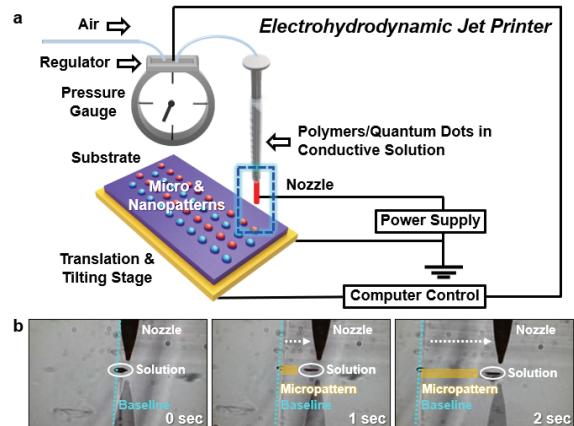 a
Electrohydrodynamic Jet Printer
Air
Regulator
Pressure
Gauge
Polymers/Quantum Dots in
Conductive Solution
Substrate
Micro &
Nanopatterns
Nozzle
Power Supply
Translation &
Tilting Stage
Computer Control
b
Nozzle
Solution
Baseline
0 sec
Nozzle
Solution
Micropattern
Baseline
1 sec
Nozzle
Solution
Micropattern
Baseline
2 sec